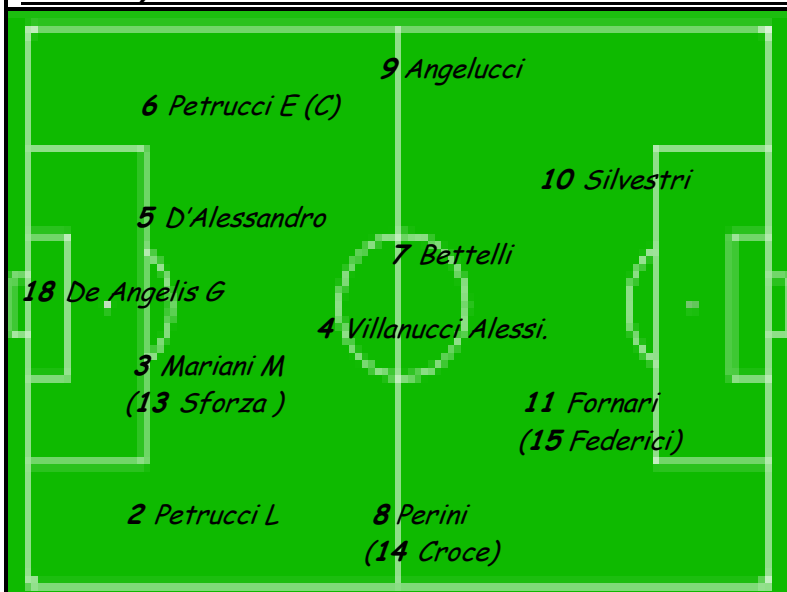 9 Angelucci
6 Petrucci E (C)
10 Silvestri
5 D'Alessandro
7 Bettelli
18 De Angelis G
4 Villanucci Alessi.
3 Mariani M
(13 Sforza )
11 Fornari
(15 Federici)
2 Petrucci L
8 Perini
(14 Croce)